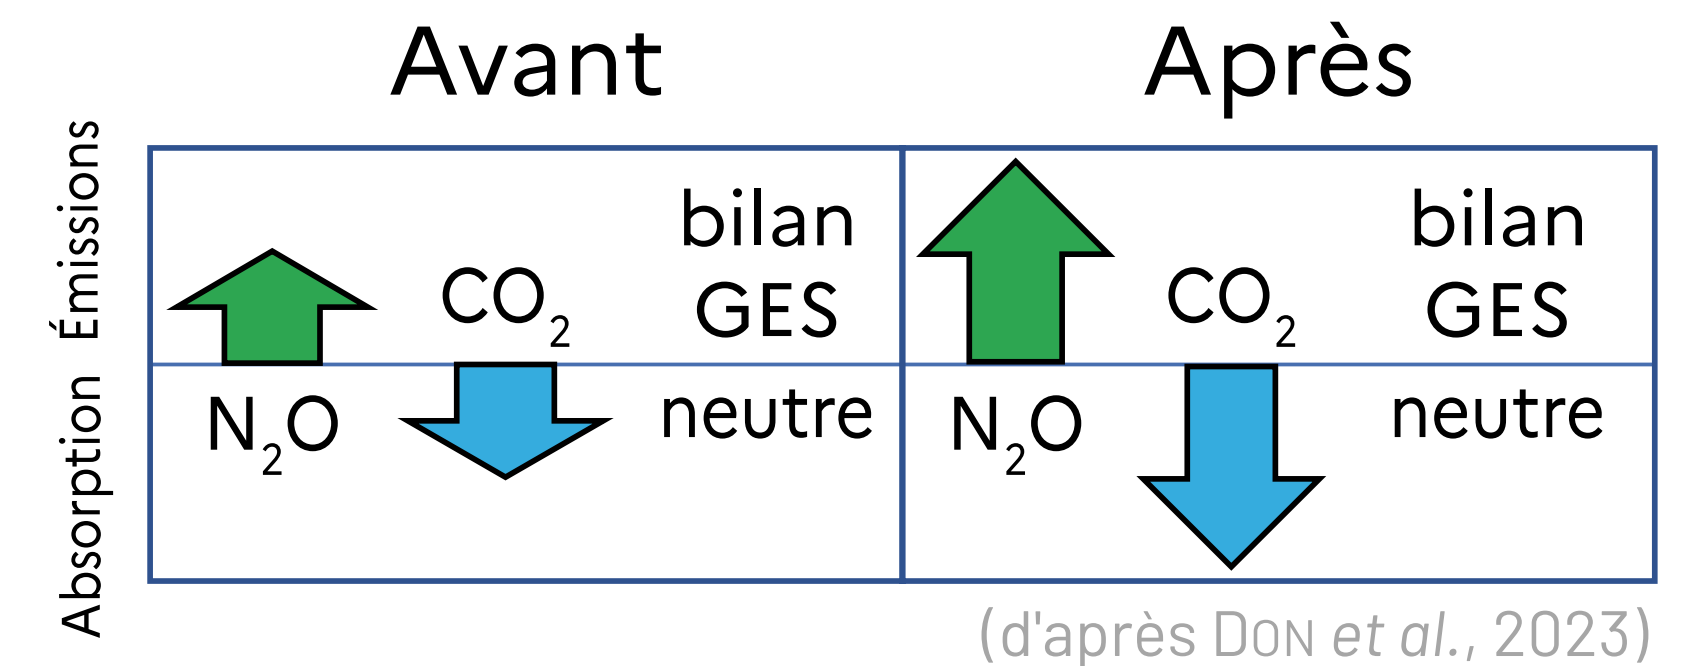 Avant
Après
Émissions
Absorption
N₂O
CO₂
bilan
GES
neutre
N₂O
CO₂
bilan
GES
neutre
(d'après DON et al., 2023)